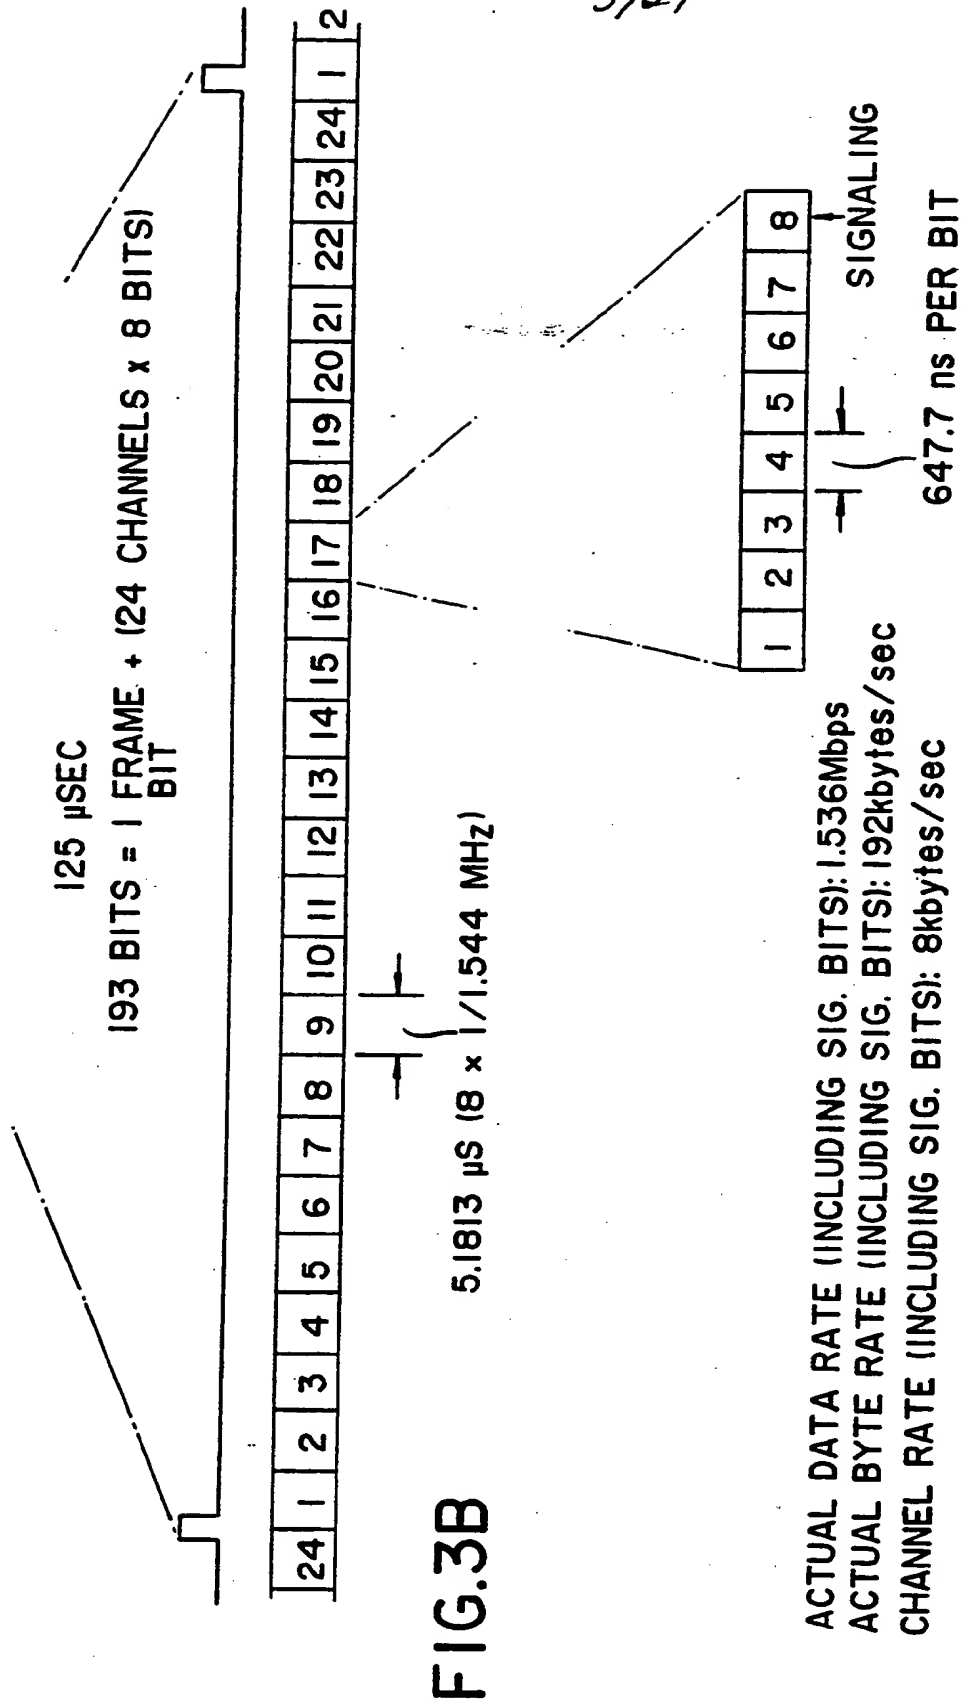 125 µSEC
193 BITS = 1 FRAME + (24 CHANNELS x 8 BITS)
BIT
24 1 2 3 4 5 6 7 8 9 10 11 12 13 14 15 16 17 18 19 20 21 22 23 24 1 2
5.1813 µS (8 × 1/1.544 MHz)
1 2 3 4 5 6 7 8
SIGNALING
647.7 ns PER BIT
FIG.3B
ACTUAL DATA RATE (INCLUDING SIG. BITS): 1.536Mbps
ACTUAL BYTE RATE (INCLUDING SIG. BITS): 192kbytes/sec
CHANNEL RATE (INCLUDING SIG. BITS): 8kbytes/sec